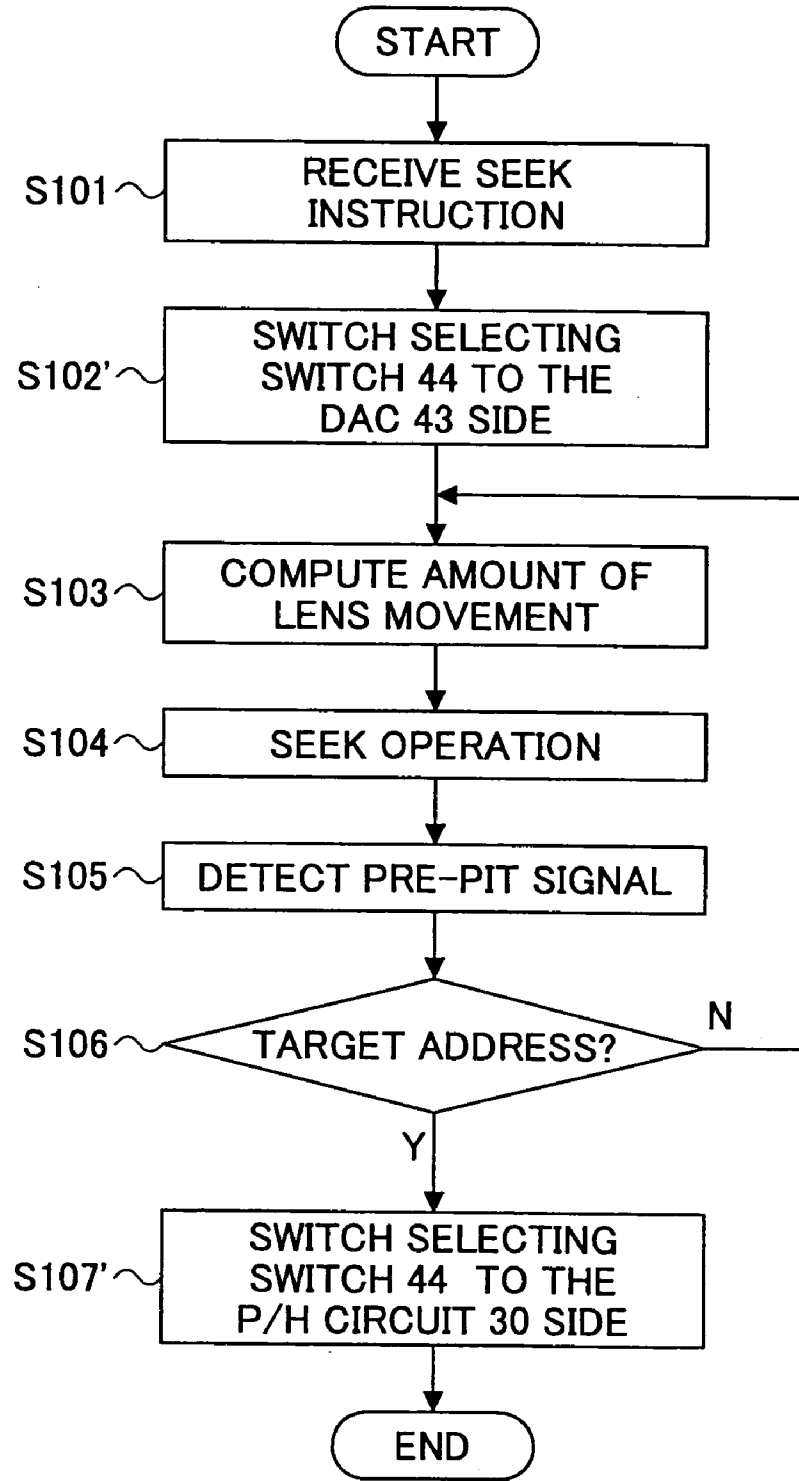 START
S101
RECEIVE SEEK
INSTRUCTION
S102'
SWITCH SELECTING
SWITCH 44 TO THE
DAC 43 SIDE
S103
COMPUTE AMOUNT OF
LENS MOVEMENT
S104
SEEK OPERATION
S105
DETECT PRE-PIT SIGNAL
S106
TARGET ADDRESS?
N
Y
S107'
SWITCH SELECTING
SWITCH 44 TO THE
P/H CIRCUIT 30 SIDE
END